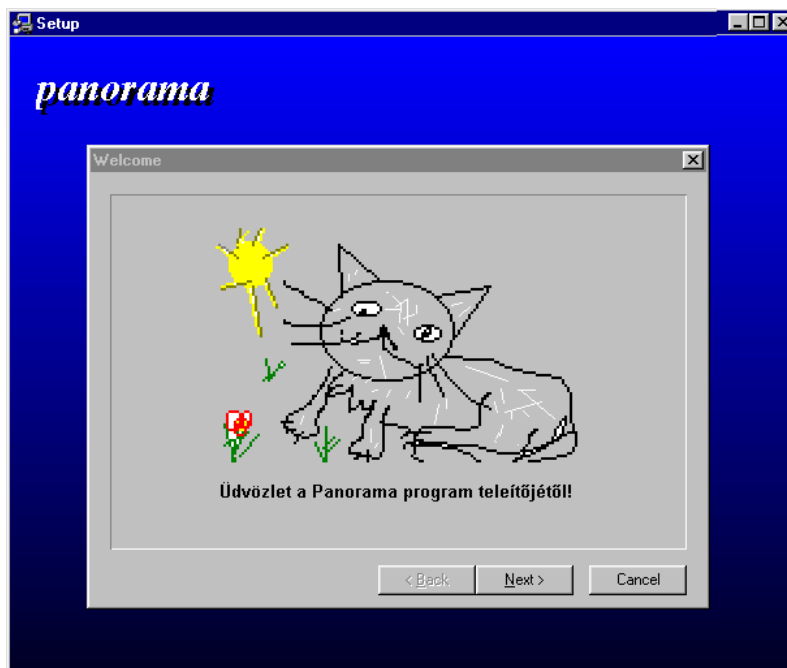 Setup
panorama
Welcome
Üdvözlet a Panorama program teleítőjétől!
< Back
Next >
Cancel